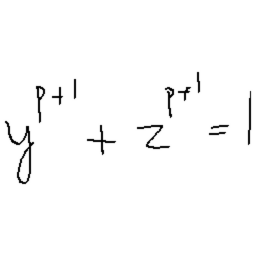 y^{p+1} + z^{p+1} = 1